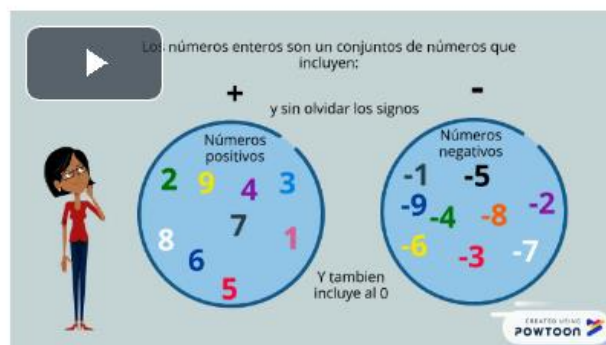 Los números enteros son un conjuntos de números que
incluyen:
+
-
y sin olvidar los signos
Números
positivos
2 9 4 3
7
8 1
6
5
Números
negativos
-1 -5
-9 -4 -8 -2
-6 -3 -7
Y tambien
incluye al 0
CREATED USING
POWTOON